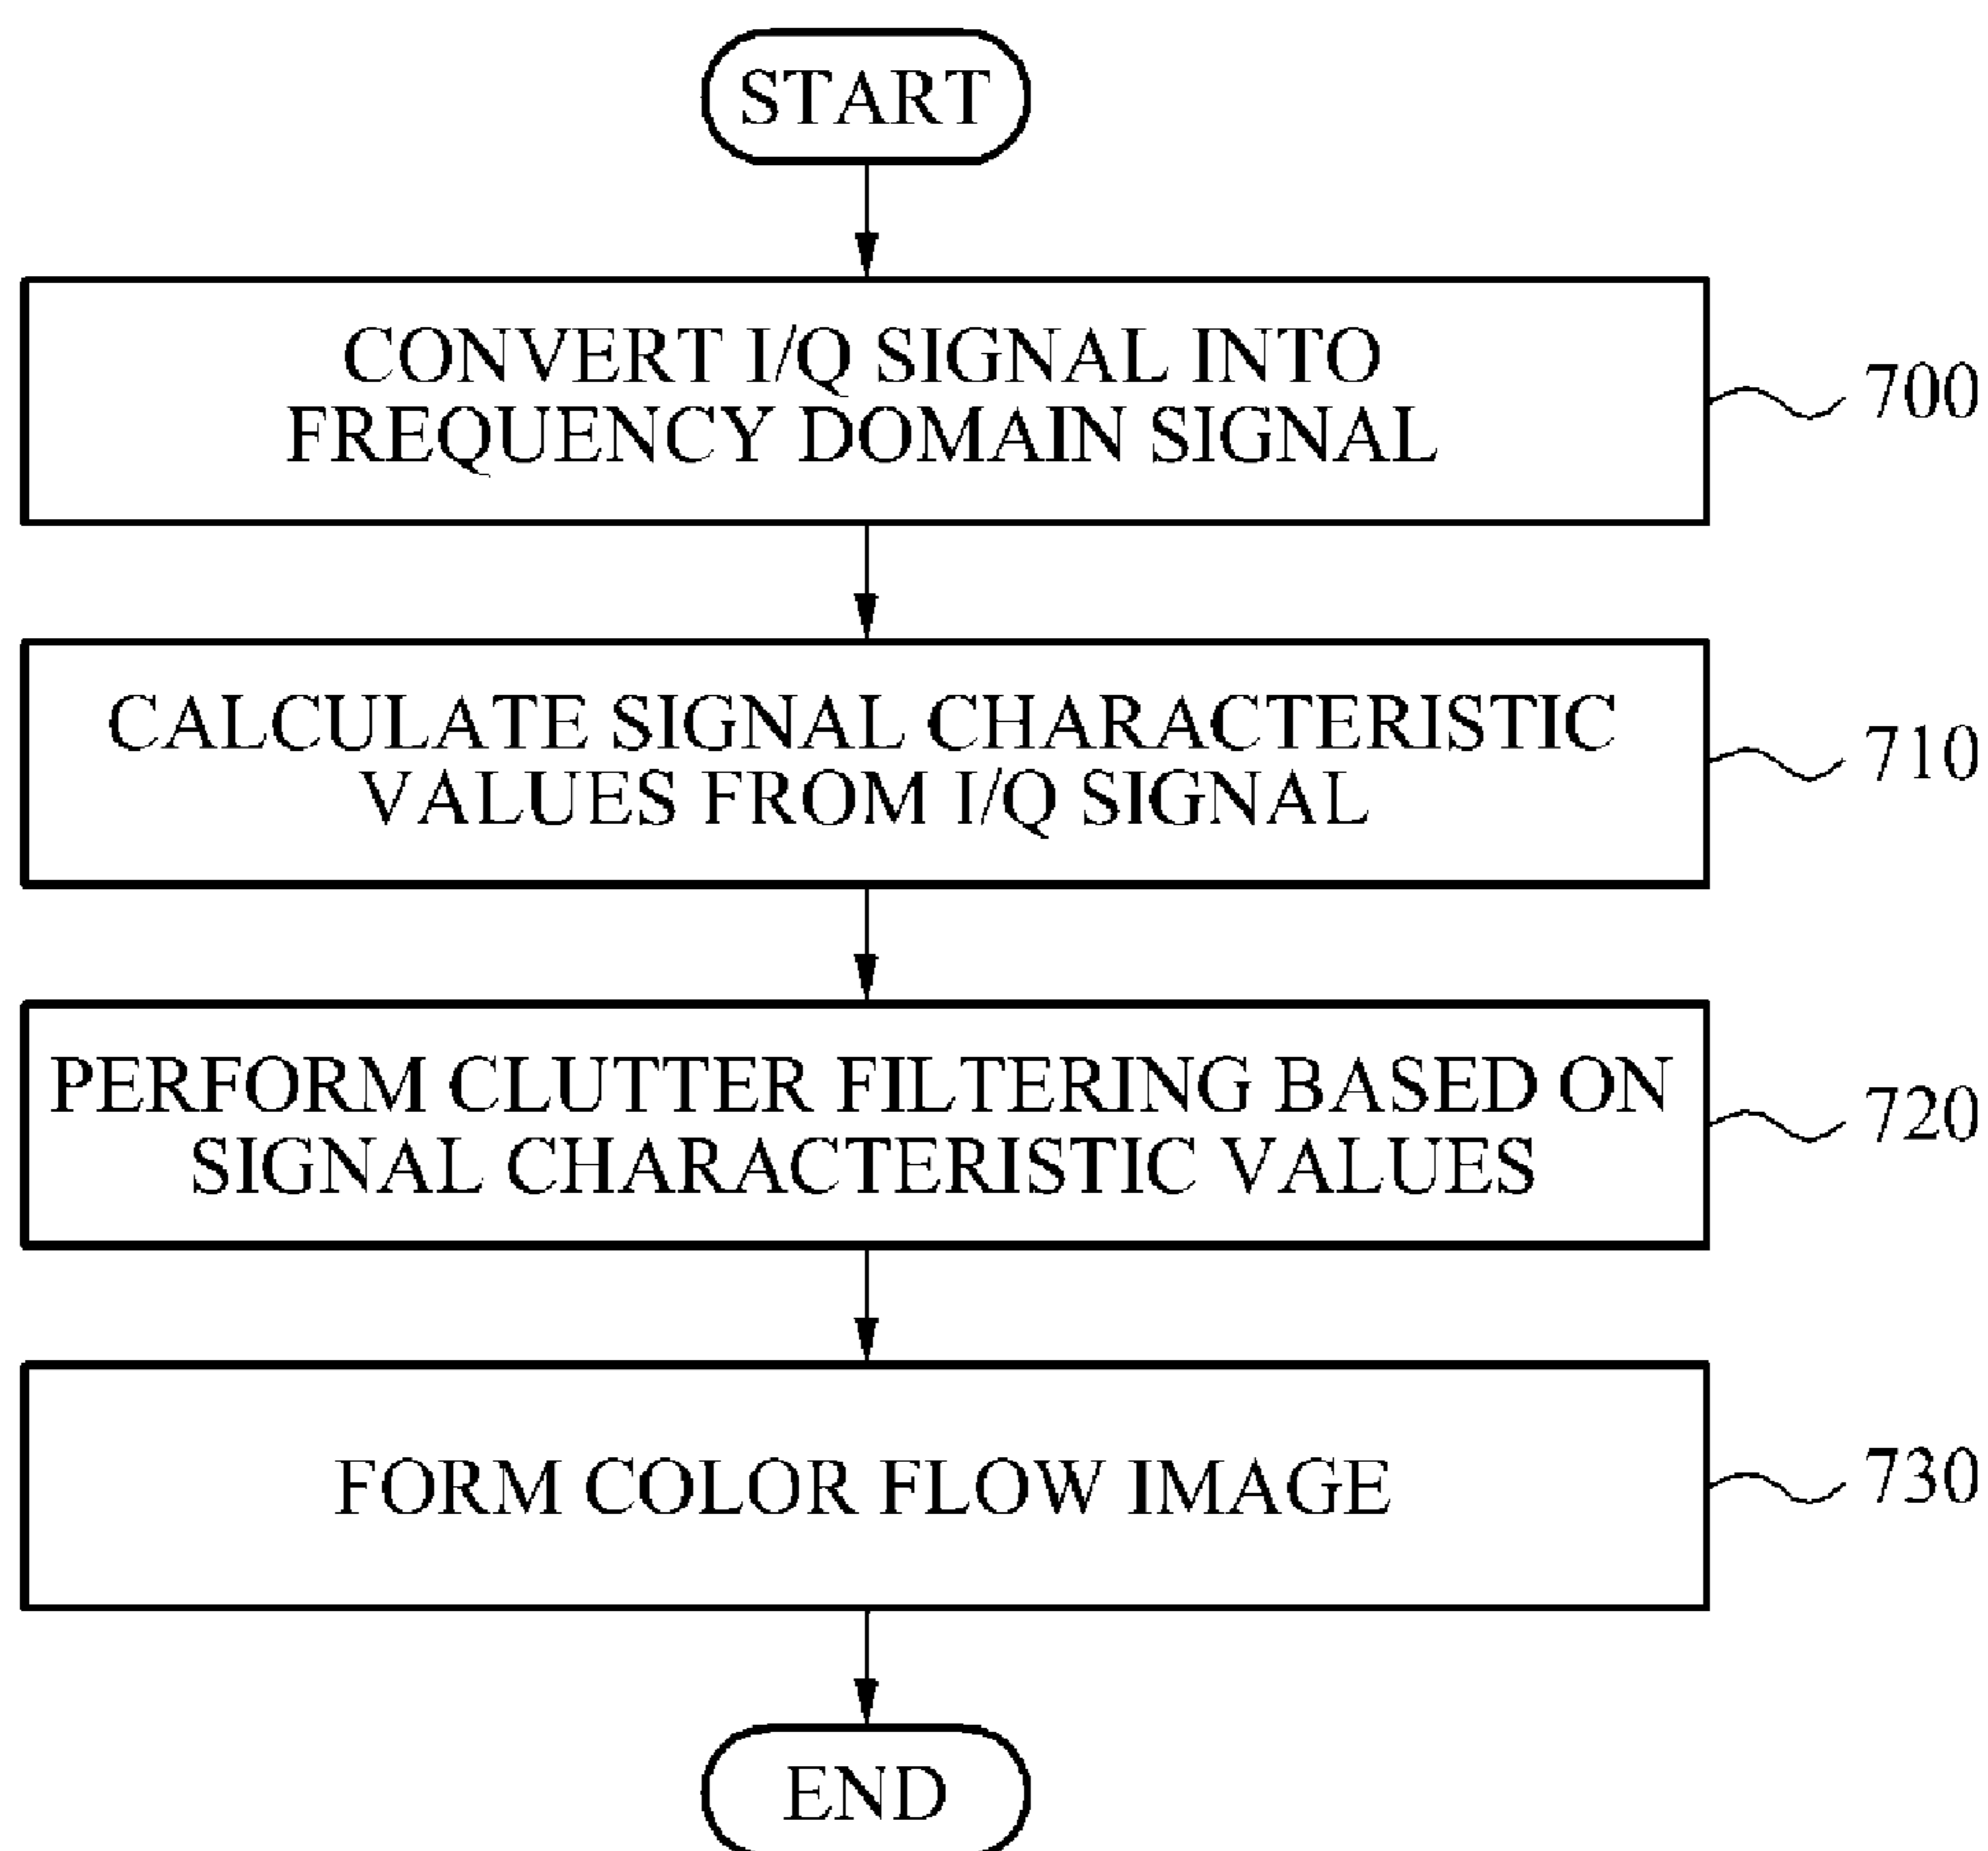 START
CONVERT I/Q SIGNAL INTO
FREQUENCY DOMAIN SIGNAL
700
CALCULATE SIGNAL CHARACTERISTIC
VALUES FROM I/Q SIGNAL
710
PERFORM CLUTTER FILTERING BASED ON
SIGNAL CHARACTERISTIC VALUES
720
FORM COLOR FLOW IMAGE
730
END